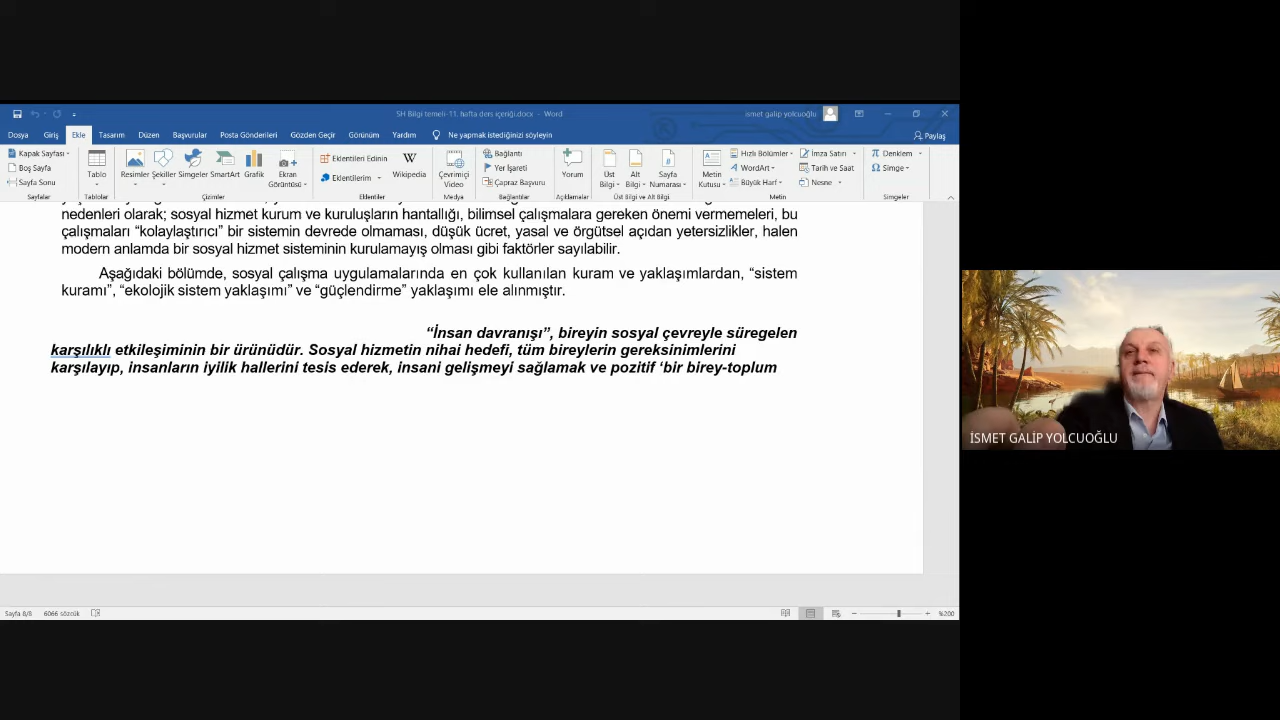 SH Bilgi temeli- 11. hafta ders içeriği.docx - Word
ismet galip yolcuoğlu
Dosya Giriş Ekle Tasarım Düzen Başvurular Posta Gönderileri Gözden Geçir Görünüm Yardım Ne yapmak istediğinizi söyleyin Paylaş
Kapak Sayfası
Boş Sayfa
Sayfa Sonu
Sayfalar
Tablo
Tablolar
Resimler Şekiller Simgeler SmartArt Grafik Ekran Görüntüsü
Çizimler
Eklentileri Edinin
Eklentilerim
Wikipedia
Eklentiler
Çevrimiçi Video
Medya
Bağlantı
Yer İşareti
Çapraz Başvuru
Bağlantılar
Yorum
Açıklamalar
Üst Bilgi Alt Bilgi Sayfa Numarası
Üst Bilgi ve Alt Bilgi
Metin Kutusu
Hızlı Bölümler
WordArt
Büyük Harf
İmza Satırı
Tarih ve Saat
Nesne
Metin
Denklem
Simge
Simgeler
nedenleri olarak; sosyal hizmet kurum ve kuruluşların hantallığı, bilimsel çalışmalara gereken önemi vermemeleri, bu
çalışmaları “kolaylaştırıcı” bir sistemin devrede olmaması, düşük ücret, yasal ve örgütsel açıdan yetersizlikler, halen
modern anlamda bir sosyal hizmet sisteminin kurulamayış olması gibi faktörler sayılabilir.
Aşağıdaki bölümde, sosyal çalışma uygulamalarında en çok kullanılan kuram ve yaklaşımlardan, “sistem
kuramı”, “ekolojik sistem yaklaşımı” ve “güçlendirme” yaklaşımı ele alınmıştır.
“İnsan davranışı”, bireyin sosyal çevreyle süregelen
karşılıklı etkileşiminin bir ürünüdür. Sosyal hizmetin nihai hedefi, tüm bireylerin gereksinimlerini
karşılayıp, insanların iyilik hallerini tesis ederek, insani gelişmeyi sağlamak ve pozitif ‘bir birey-toplum
İSMET GALİP YOLCUOĞLU
Sayfa 8/8 6066 sözcük
%200